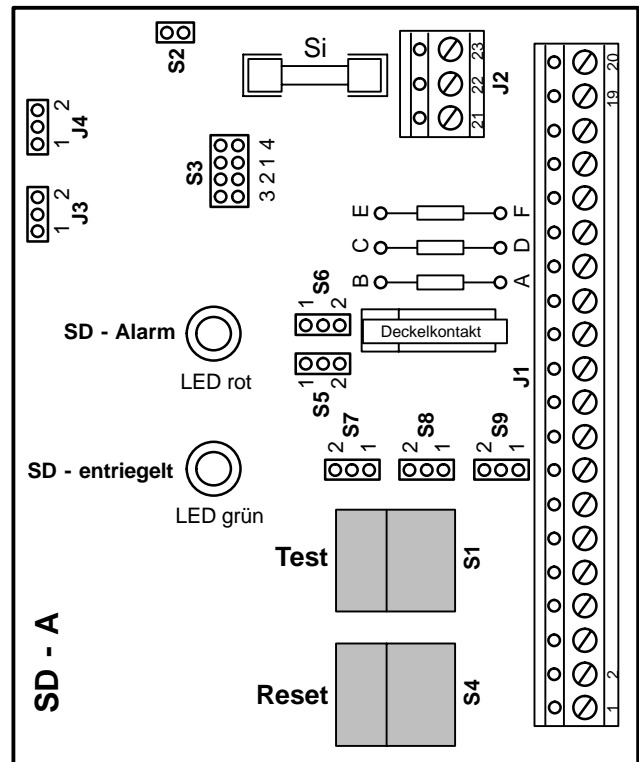 S2
Si
23
22
21
J2
20
19
2
1
J4
2
1
J3
S3
4
1
2
3
E
F
C
D
B
A
1
2
S6
Deckelkontakt
1
2
S5
J1
SD - Alarm
LED rot
S7
2
1
S8
2
1
S9
2
1
SD - entriegelt
LED grün
Test
S1
SD - A
Reset
S4
2
1